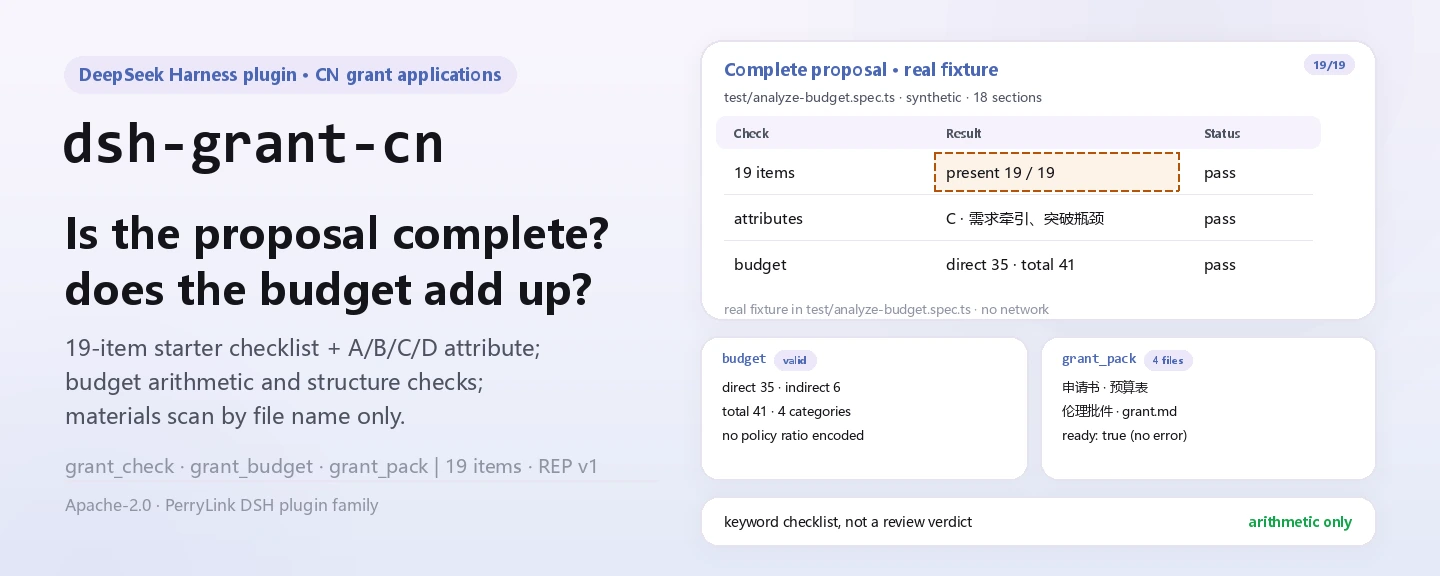 DeepSeek Harness plugin • CN grant applications
dsh-grant-cn
Is the proposal complete?
does the budget add up?
19-item starter checklist + A/B/C/D attribute;
budget arithmetic and structure checks;
materials scan by file name only.
grant_check · grant_budget · grant_pack | 19 items · REP v1
Apache-2.0 · PerryLink DSH plugin family
Complete proposal • real fixture
19/19
test/analyze-budget.spec.ts · synthetic · 18 sections
Check Result Status
19 items present 19 / 19 pass
attributes C · 需求牵引、突破瓶颈 pass
budget direct 35 · total 41 pass
real fixture in test/analyze-budget.spec.ts · no network
budget valid
direct 35 · indirect 6
total 41 · 4 categories
no policy ratio encoded
grant_pack 4 files
申请书 · 预算表
伦理批件 · grant.md
ready: true (no error)
keyword checklist, not a review verdict
arithmetic only